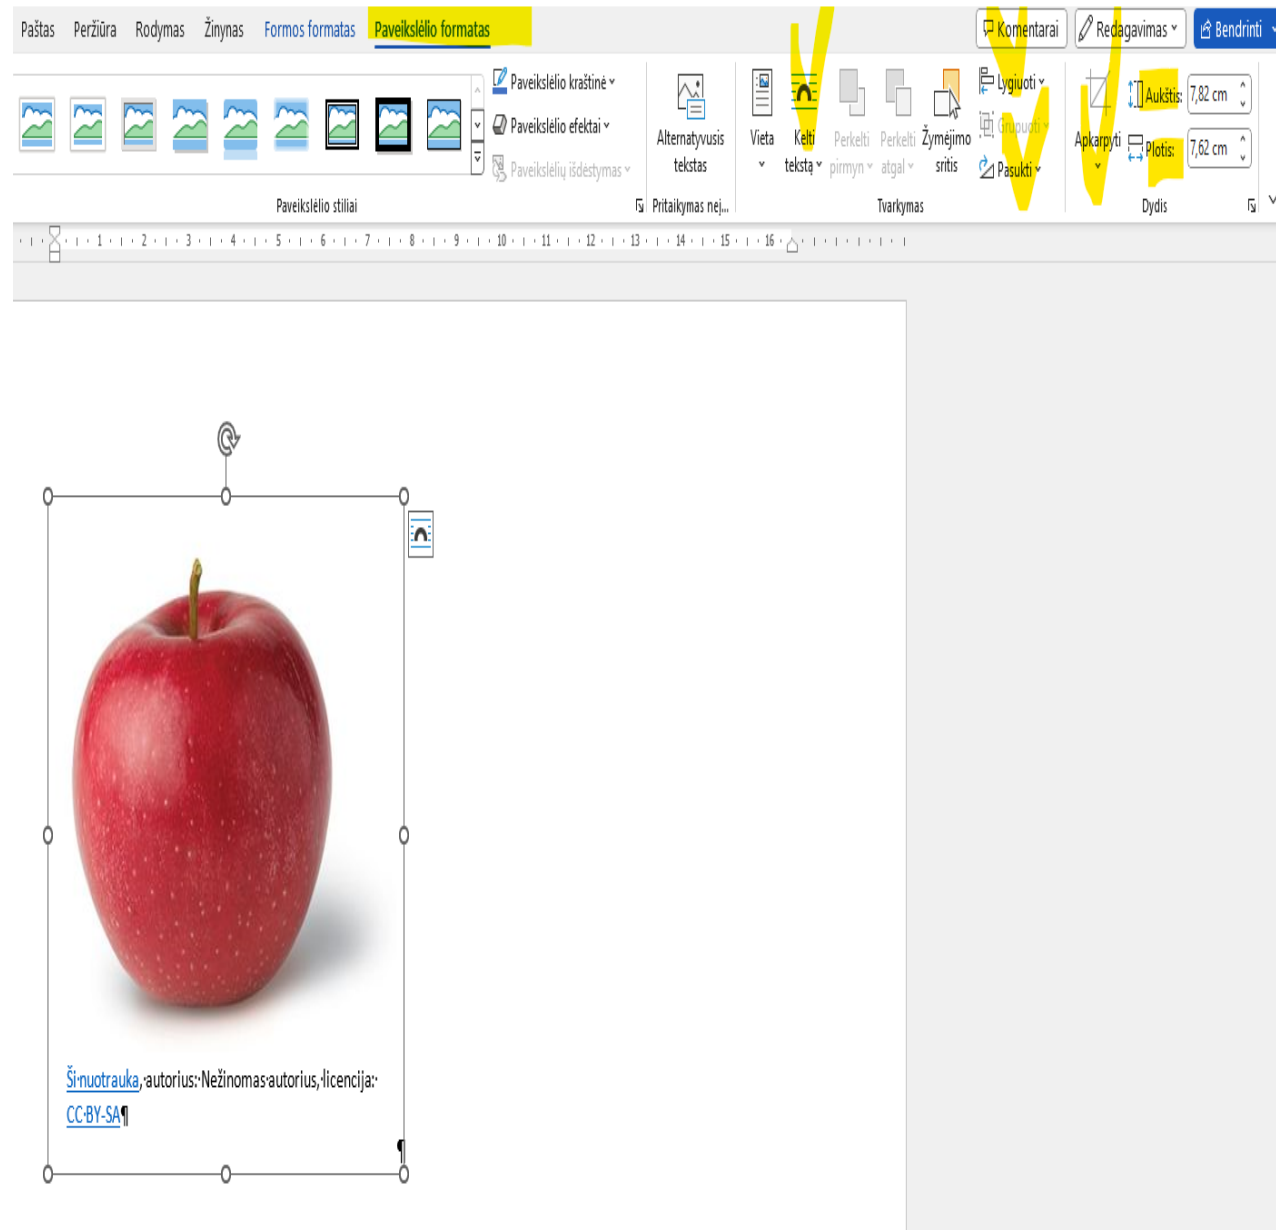 Paštas Peržiūra Rodymas Žinynas Formos formatas Paveikslėlio formatas Komentarai Redagavimas Bendrinti
Paveikslėlio kraštinė
Paveikslėlio efektai
Paveikslėlių išdėstymas
Paveikslėlio stiliai
Alternatyvusis
tekstas
Pritaikymas nej...
Vieta
Kelti
tekstą
Perkelti
pirmyn
Perkelti
atgal
Žymėjimo
sritis
Lygiuoti
Grupuoti
Pasukti
Tvarkymas
Apkarpyti
Aukštis: 7,82 cm
Plotis: 7,62 cm
Dydis
1 2 3 4 5 6 7 8 9 10 11 12 13 14 15 16
Ši·nuotrauka,·autorius:·Nežinomas·autorius,·licencija:·
CC·BY-SA¶
¶